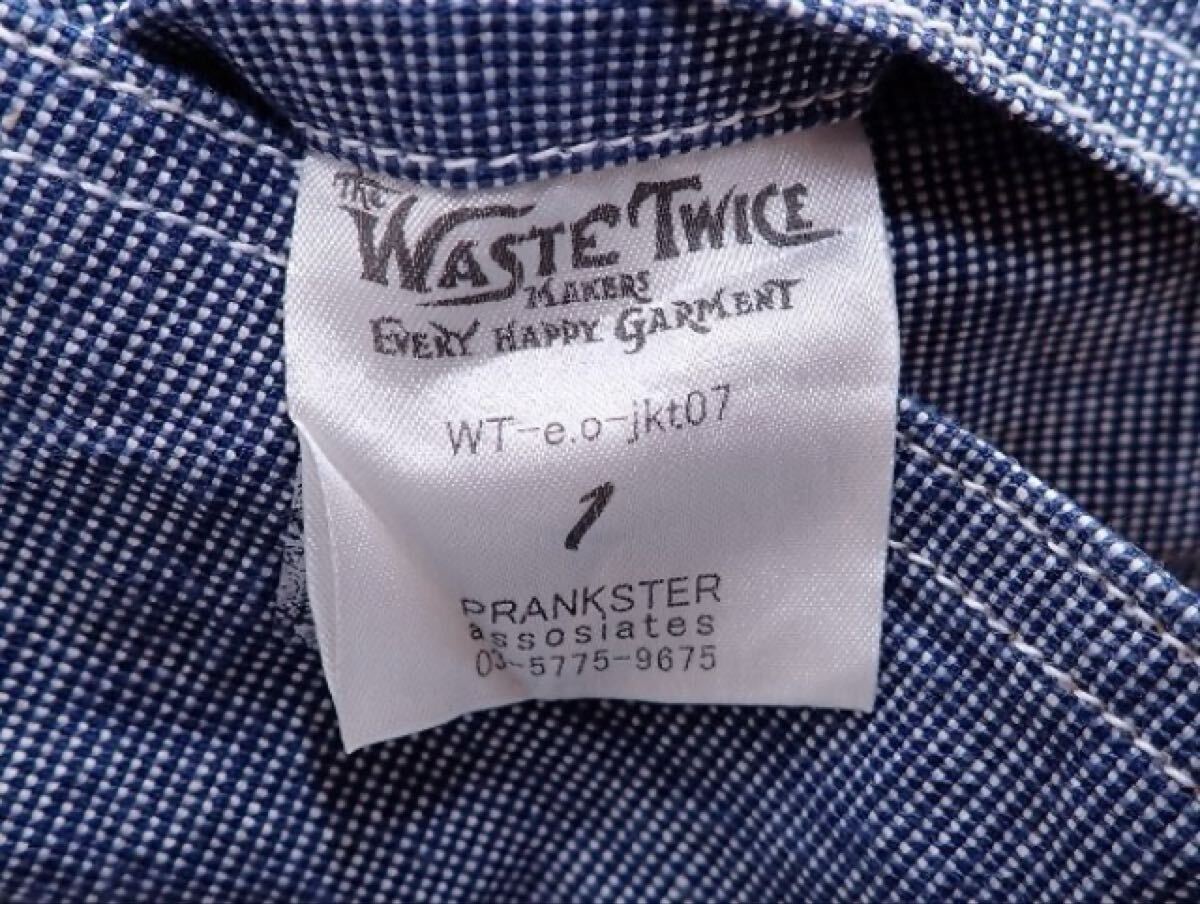 THE
WASTE TWICE
MAKERS
EVERY HAPPY GARMENT
WT-e.o-jkt07
1
PRANKSTER
assosiates
03-5775-9675